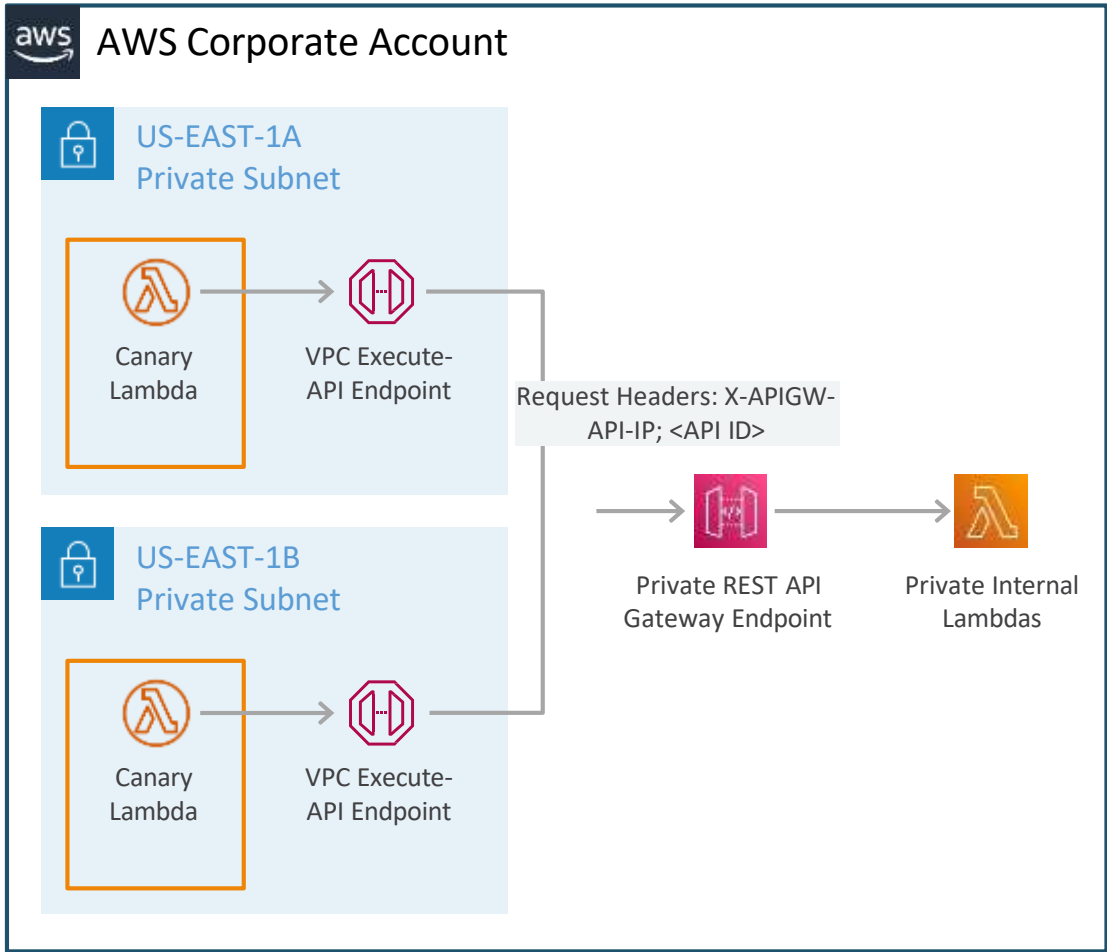 aws
AWS Corporate Account
US-EAST-1A
Private Subnet
Canary
Lambda
VPC Execute-
API Endpoint
Request Headers: X-APIGW-
API-IP; <API ID>
Private REST API
Gateway Endpoint
Private Internal
Lambdas
US-EAST-1B
Private Subnet
Canary
Lambda
VPC Execute-
API Endpoint